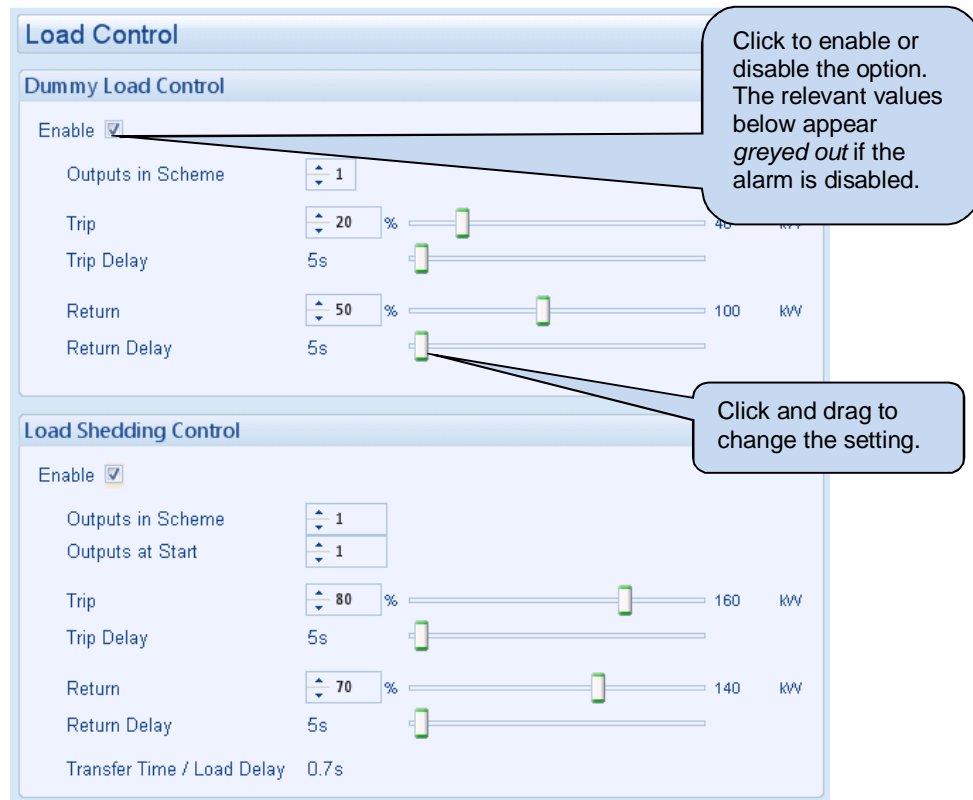 Load Control
Click to enable or
disable the option.
The relevant values
below appear
greyed out if the
alarm is disabled.
Dummy Load Control
Enable
Outputs in Scheme 1
Trip 20 %
Trip Delay 5s
Return 50 % 100 kW
Return Delay 5s
Click and drag to
change the setting.
Load Shedding Control
Enable
Outputs in Scheme 1
Outputs at Start 1
Trip 80 % 160 kW
Trip Delay 5s
Return 70 % 140 kW
Return Delay 5s
Transfer Time / Load Delay 0.7s